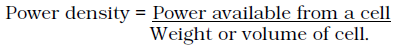 Power density = Power available from a cell
Weight or volume of cell.